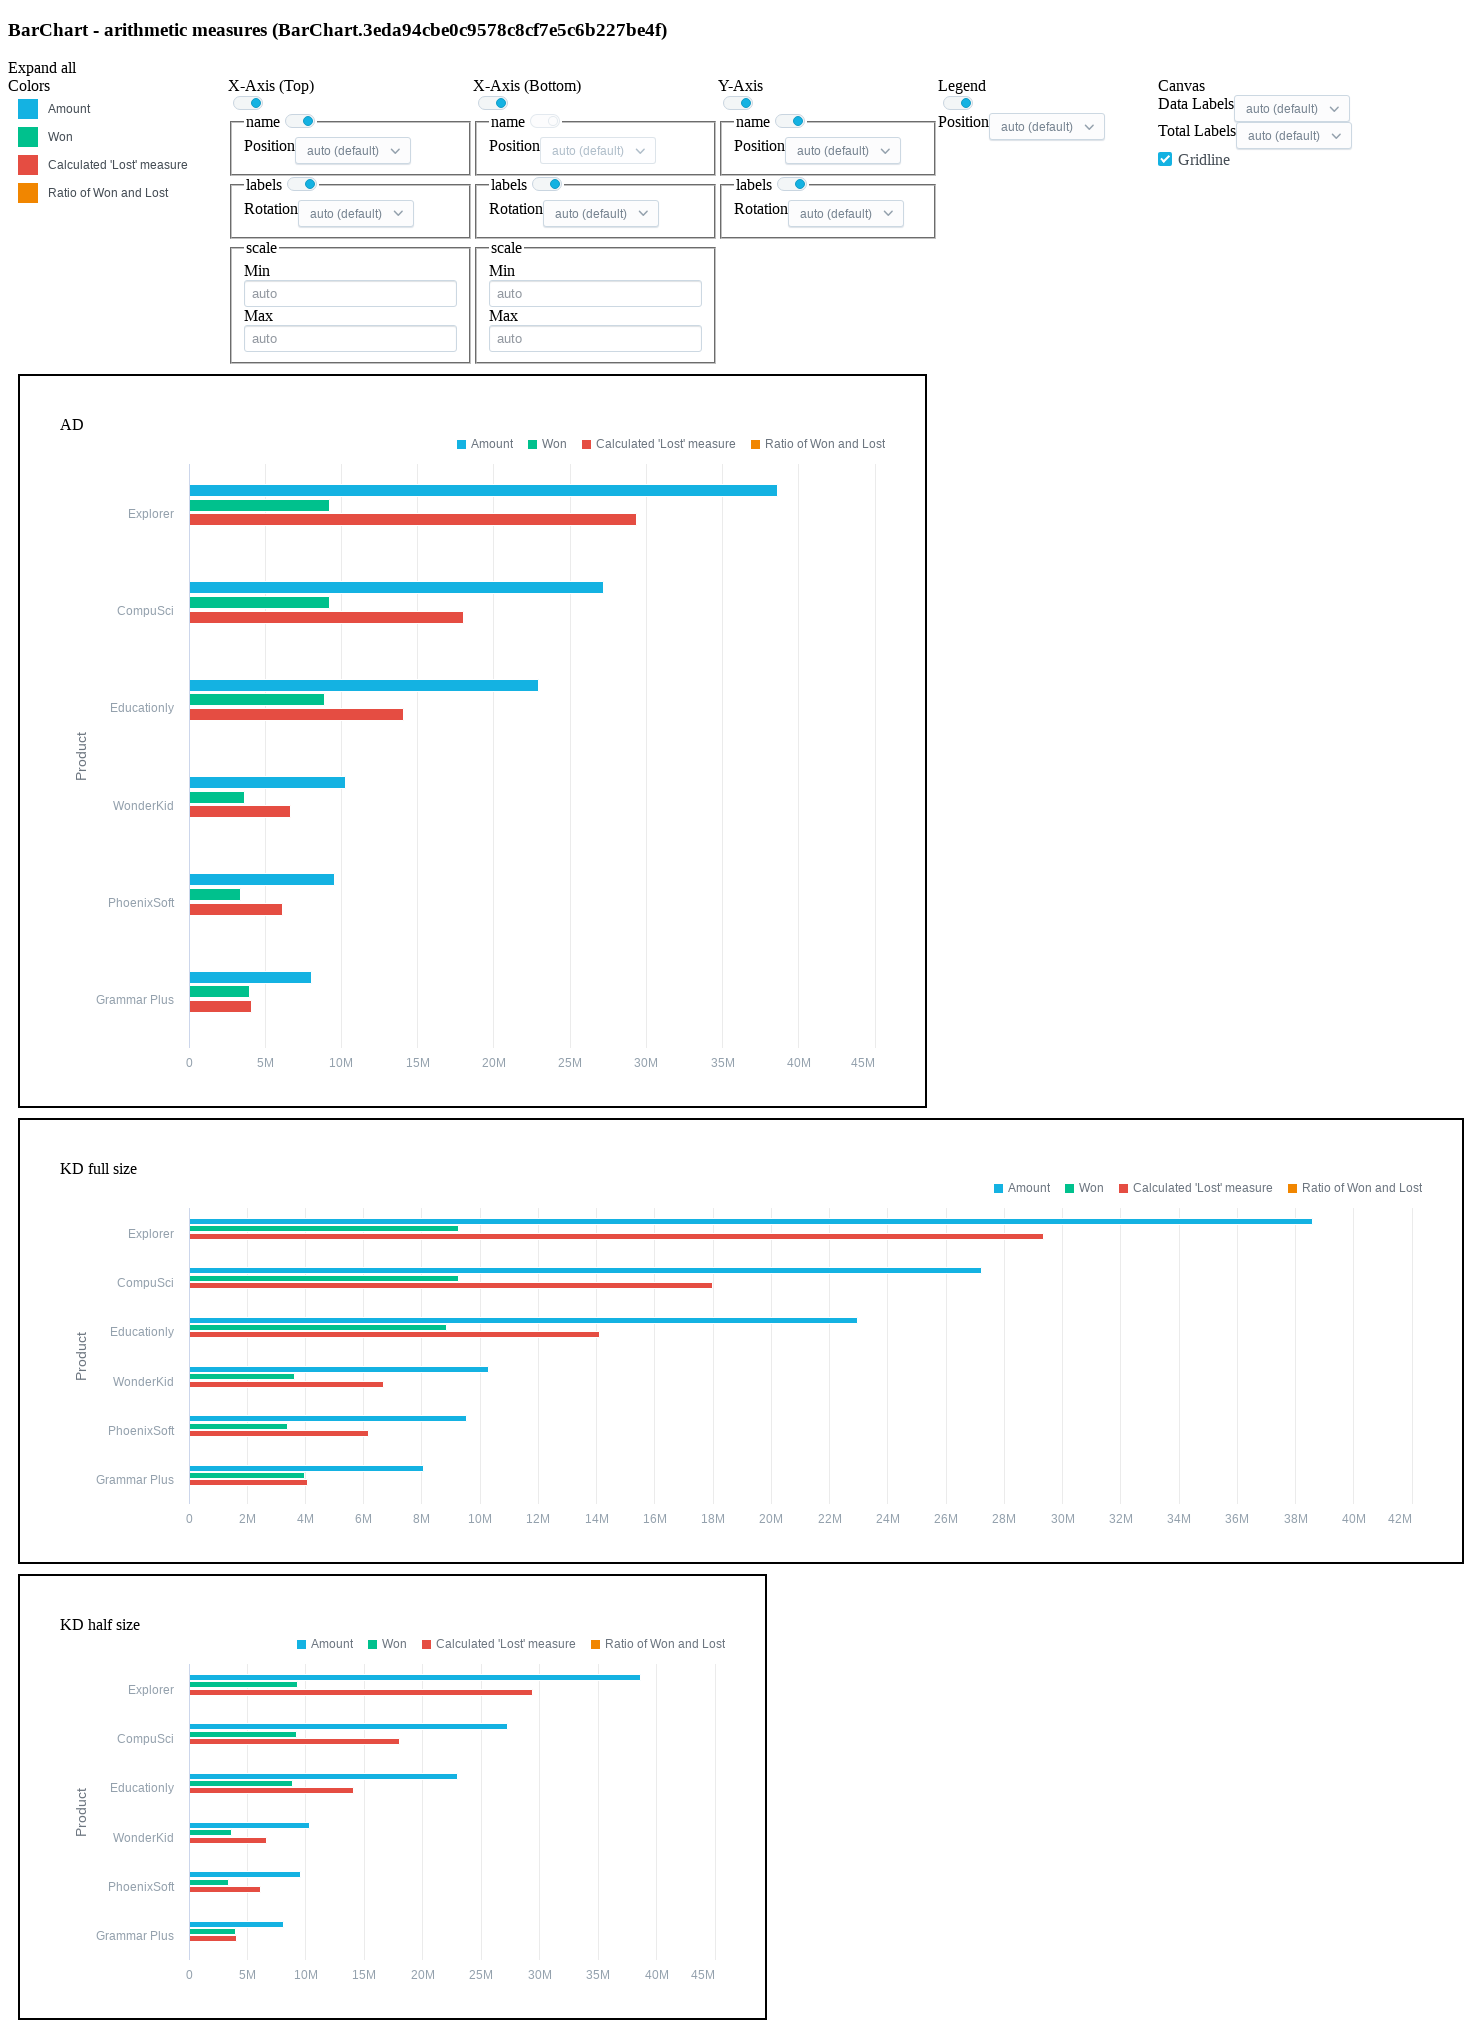 BarChart - arithmetic measures (BarChart.3eda94cbe0c9578c8cf7e5c6b227be4f)
Expand all
Colors
Amount
Won
Calculated 'Lost' measure
Ratio of Won and Lost
X-Axis (Top)
name
Position auto (default)
labels
Rotation auto (default)
scale
Min
auto
Max
auto
X-Axis (Bottom)
name
Position auto (default)
labels
Rotation auto (default)
scale
Min
auto
Max
auto
Y-Axis
name
Position auto (default)
labels
Rotation auto (default)
Legend
Position auto (default)
Canvas
Data Labels auto (default)
Total Labels auto (default)
Gridline
AD
Amount Won Calculated 'Lost' measure Ratio of Won and Lost
Product
Explorer
CompuSci
Educationly
WonderKid
PhoenixSoft
Grammar Plus
0 5M 10M 15M 20M 25M 30M 35M 40M 45M
KD full size
Amount Won Calculated 'Lost' measure Ratio of Won and Lost
Product
Explorer
CompuSci
Educationly
WonderKid
PhoenixSoft
Grammar Plus
0 2M 4M 6M 8M 10M 12M 14M 16M 18M 20M 22M 24M 26M 28M 30M 32M 34M 36M 38M 40M 42M
KD half size
Amount Won Calculated 'Lost' measure Ratio of Won and Lost
Product
Explorer
CompuSci
Educationly
WonderKid
PhoenixSoft
Grammar Plus
0 5M 10M 15M 20M 25M 30M 35M 40M 45M